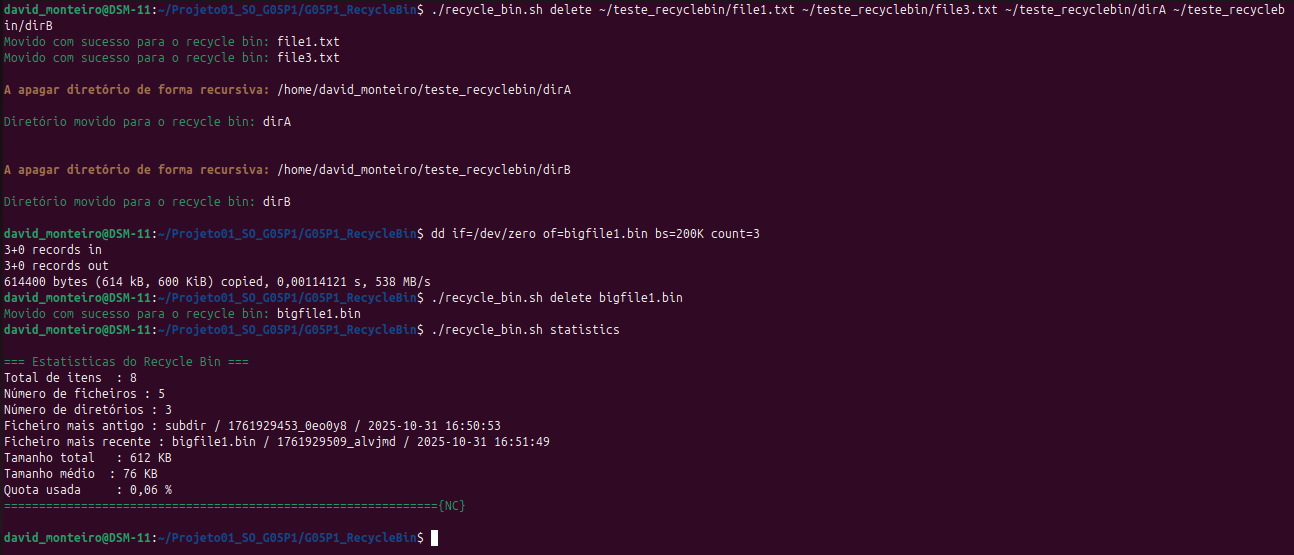 david_monteiro@DSM-11:~/Projeto01_SO_G05P1/G05P1_RecycleBin$ ./recycle_bin.sh delete ~/teste_recyclebin/file1.txt ~/teste_recyclebin/file3.txt ~/teste_recyclebin/dirA ~/teste_recycleb
in/dirB
Movido com sucesso para o recycle bin: file1.txt
Movido com sucesso para o recycle bin: file3.txt
A apagar diretório de forma recursiva: /home/david_monteiro/teste_recyclebin/dirA
Diretório movido para o recycle bin: dirA
A apagar diretório de forma recursiva: /home/david_monteiro/teste_recyclebin/dirB
Diretório movido para o recycle bin: dirB
david_monteiro@DSM-11:~/Projeto01_SO_G05P1/G05P1_RecycleBin$ dd if=/dev/zero of=bigfile1.bin bs=200K count=3
3+0 records in
3+0 records out
614400 bytes (614 kB, 600 KiB) copied, 0,00114121 s, 538 MB/s
david_monteiro@DSM-11:~/Projeto01_SO_G05P1/G05P1_RecycleBin$ ./recycle_bin.sh delete bigfile1.bin
Movido com sucesso para o recycle bin: bigfile1.bin
david_monteiro@DSM-11:~/Projeto01_SO_G05P1/G05P1_RecycleBin$ ./recycle_bin.sh statistics
=== Estatisticas do Recycle Bin ===
Total de itens  : 8
Número de ficheiros : 5
Número de diretórios : 3
Ficheiro mais antigo : subdir / 1761929453_0eo0y8 / 2025-10-31 16:50:53
Ficheiro mais recente : bigfile1.bin / 1761929509_alvjmd / 2025-10-31 16:51:49
Tamanho total   : 612 KB
Tamanho médio  : 76 KB
Quota usada     : 0,06 %
=============================================================={NC}
david_monteiro@DSM-11:~/Projeto01_SO_G05P1/G05P1_RecycleBin$